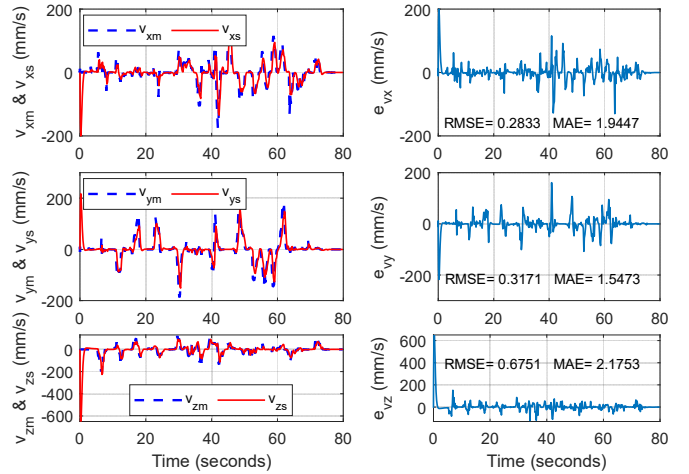 v_xm & v_xs (mm/s)
200
0
-200
v_xm v_xs
0 20 40 60 80
e_vx (mm/s)
200
0
-200
RMSE= 0.2833 MAE= 1.9447
0 20 40 60 80
v_ym & v_ys (mm/s)
200
0
-200
v_ym v_ys
0 20 40 60 80
e_vy (mm/s)
200
0
-200
RMSE= 0.3171 MAE= 1.5473
0 20 40 60 80
v_zm & v_zs (mm/s)
0
-200
-400
-600
v_zm v_zs
0 20 40 60 80
Time (seconds)
e_vz (mm/s)
600
400
200
0
RMSE= 0.6751 MAE= 2.1753
0 20 40 60 80
Time (seconds)